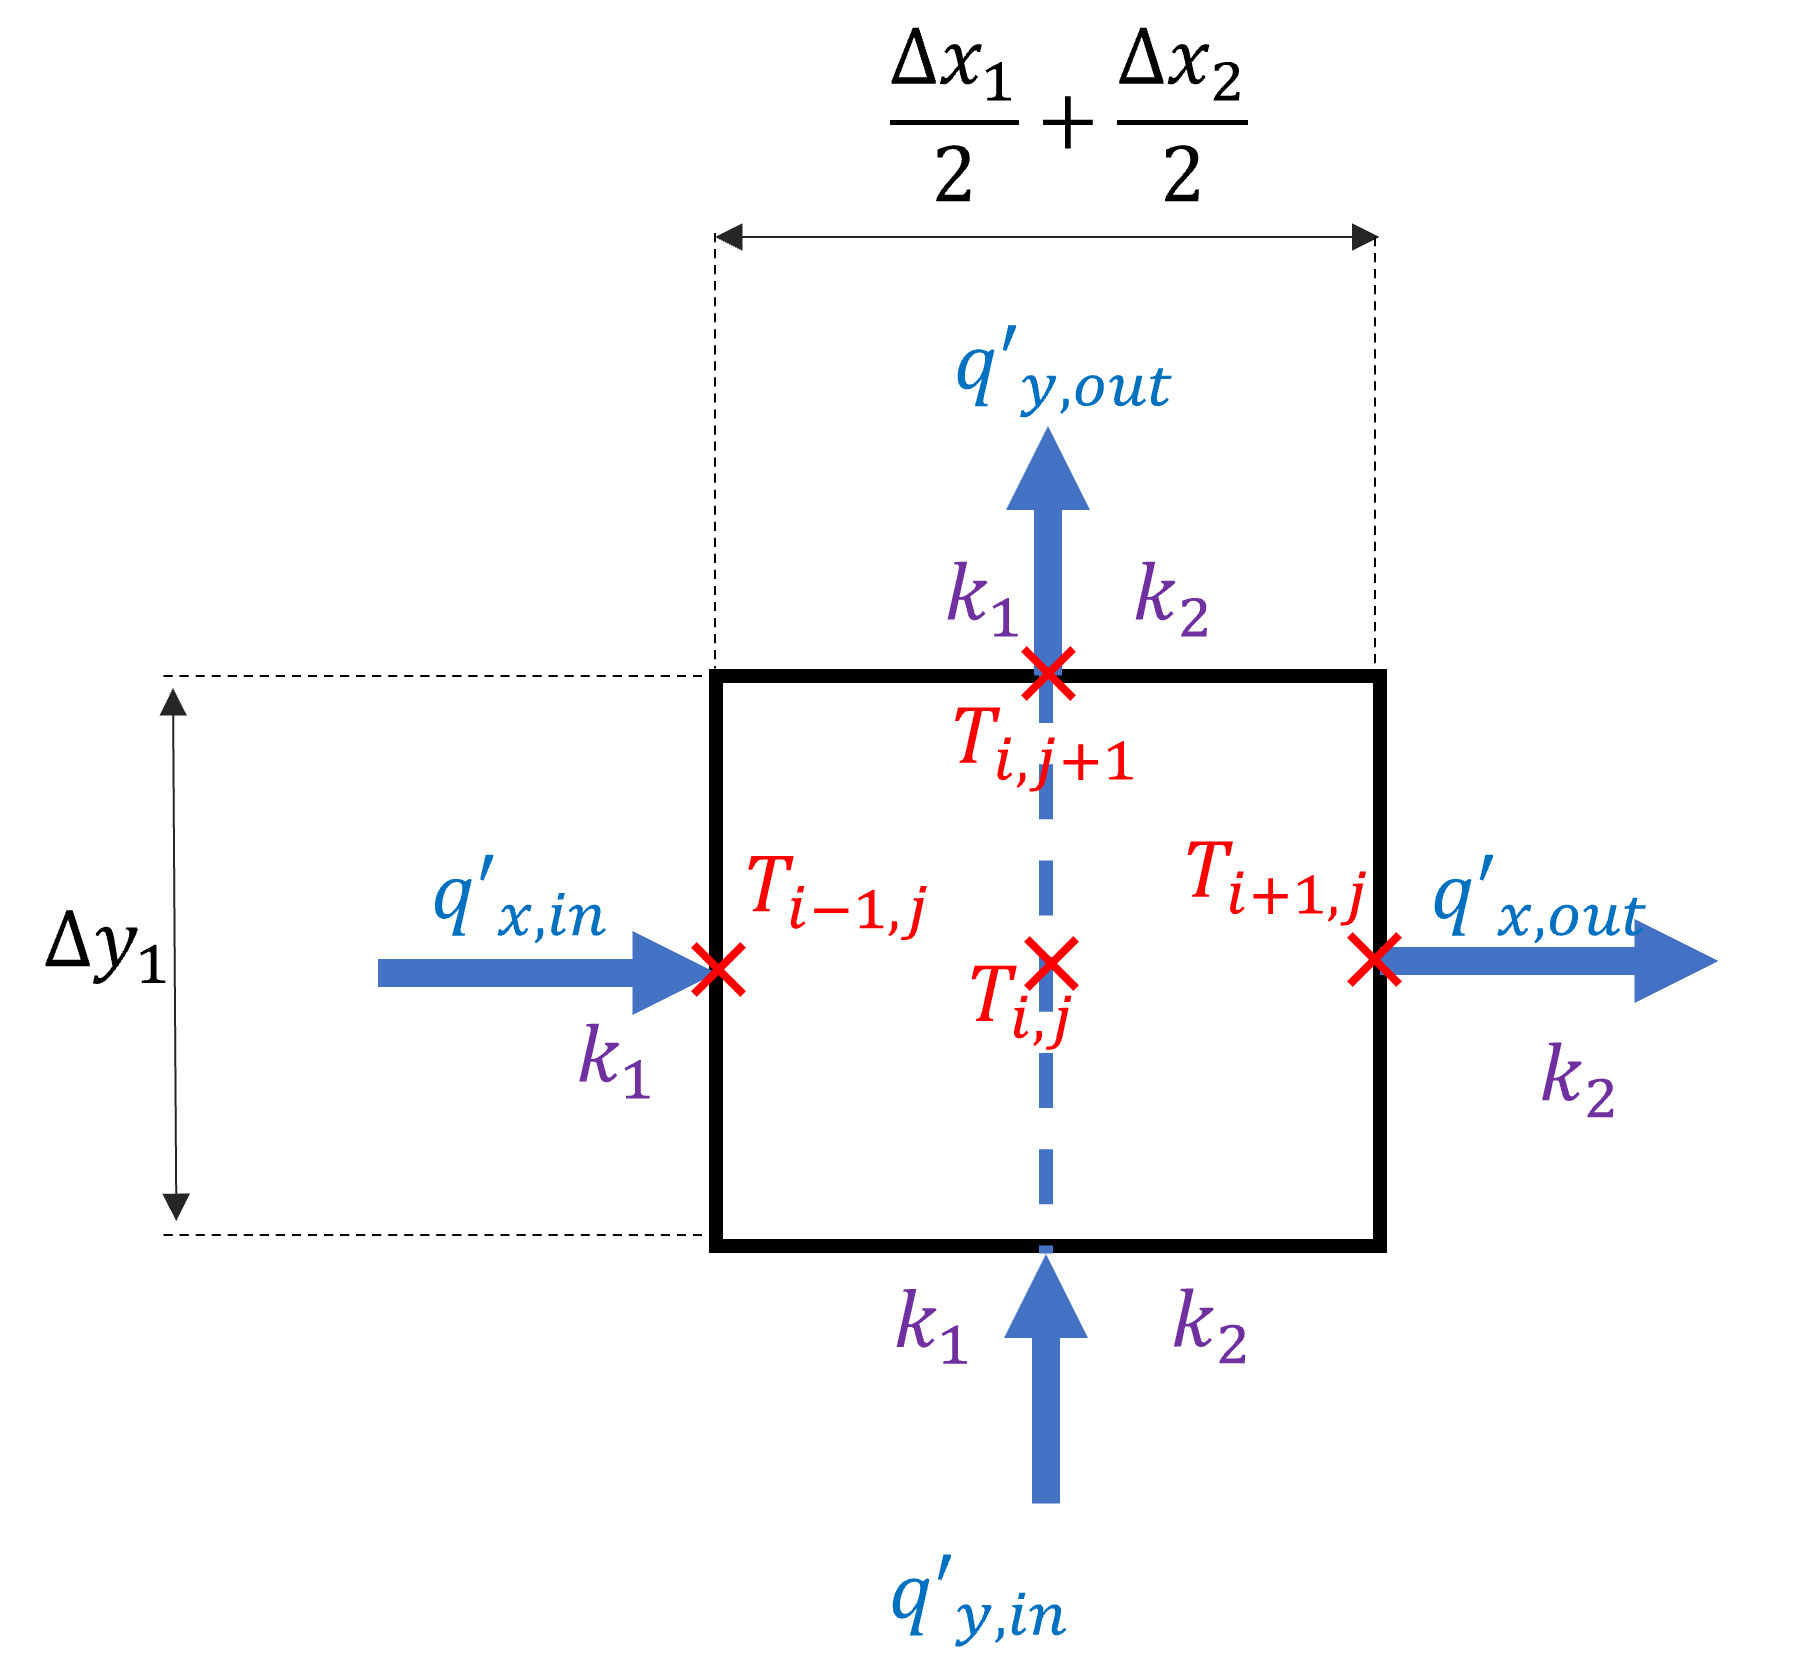 Δx₁/2 + Δx₂/2
q′y,out
k₁ k₂
Tᵢ,ⱼ₊₁
Δy₁
q′x,in
Tᵢ₋₁,ⱼ
Tᵢ₊₁,ⱼ
q′x,out
Tᵢ,ⱼ
k₁
k₂
k₁ k₂
q′y,in